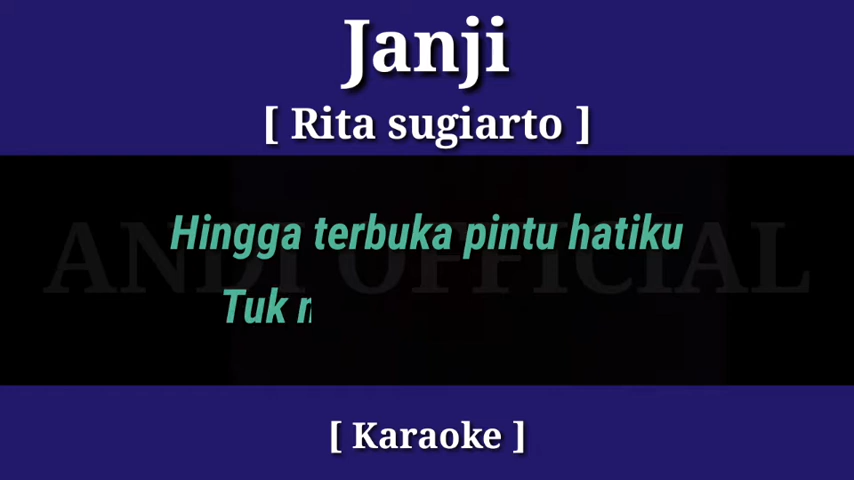 Janji
[ Rita sugiarto ]
Hingga terbuka pintu hatiku
ANDI OFFICIAL
Tuk
[ Karaoke ]